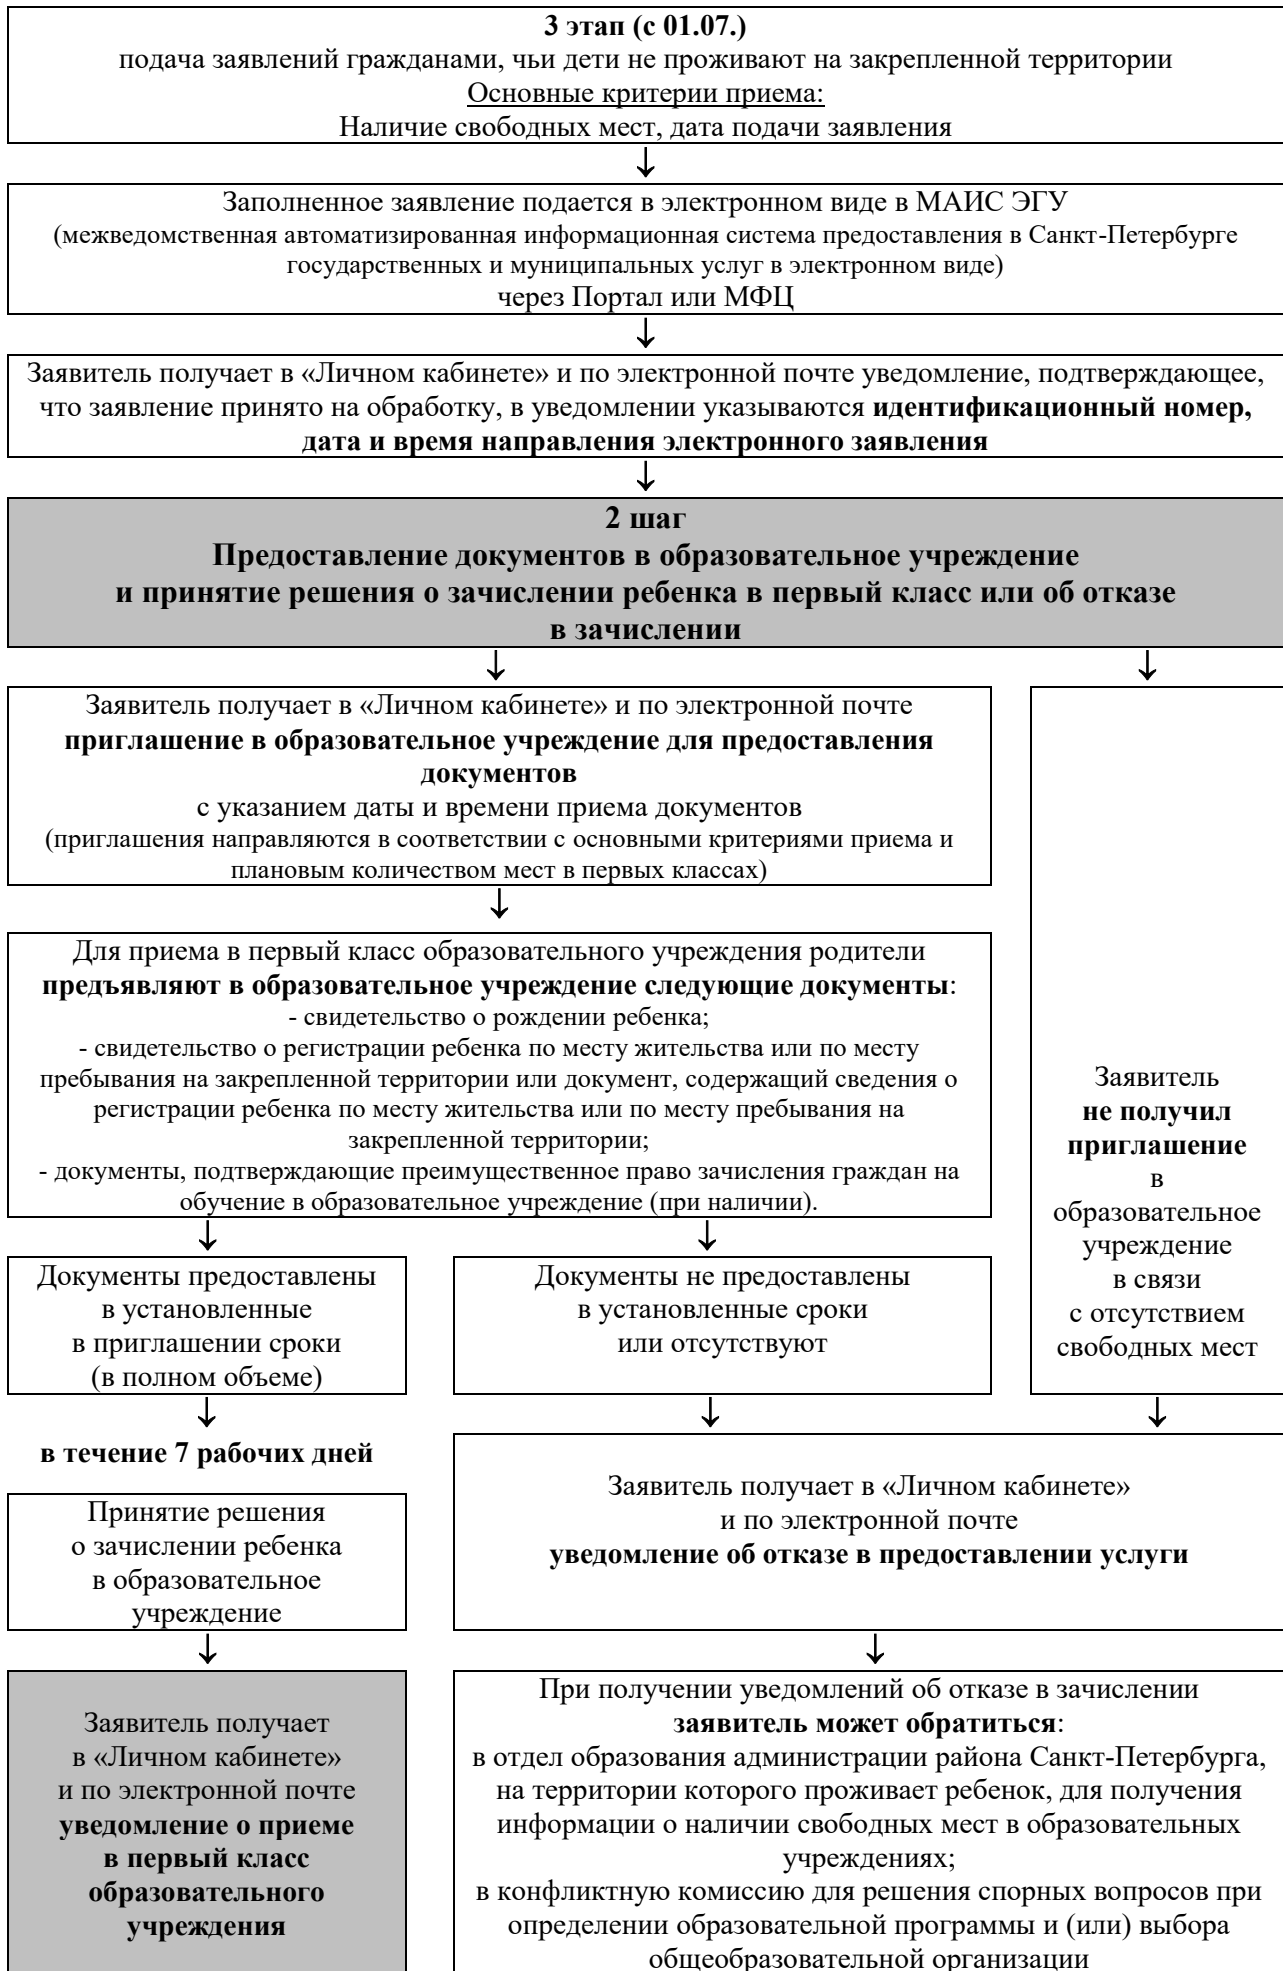 3 этап (с 01.07.)
подача заявлений гражданами, чьи дети не проживают на закрепленной территории
Основные критерии приема:
Наличие свободных мест, дата подачи заявления
↓
Заполненное заявление подается в электронном виде в МАИС ЭГУ
(межведомственная автоматизированная информационная система предоставления в Санкт-Петербурге
государственных и муниципальных услуг в электронном виде)
через Портал или МФЦ
↓
Заявитель получает в «Личном кабинете» и по электронной почте уведомление, подтверждающее,
что заявление принято на обработку, в уведомлении указываются идентификационный номер,
дата и время направления электронного заявления
↓
2 шаг
Предоставление документов в образовательное учреждение
и принятие решения о зачислении ребенка в первый класс или об отказе
в зачислении
↓
↓
Заявитель получает в «Личном кабинете» и по электронной почте
приглашение в образовательное учреждение для предоставления
документов
с указанием даты и времени приема документов
(приглашения направляются в соответствии с основными критериями приема и
плановым количеством мест в первых классах)
↓
Для приема в первый класс образовательного учреждения родители
предъявляют в образовательное учреждение следующие документы:
- свидетельство о рождении ребенка;
- свидетельство о регистрации ребенка по месту жительства или по месту
пребывания на закрепленной территории или документ, содержащий сведения о
регистрации ребенка по месту жительства или по месту пребывания на
закрепленной территории;
- документы, подтверждающие преимущественное право зачисления граждан на
обучение в образовательное учреждение (при наличии).
Заявитель
не получил
приглашение
в
образовательное
учреждение
в связи
с отсутствием
свободных мест
↓
↓
Документы предоставлены
в установленные
в приглашении сроки
(в полном объеме)
Документы не предоставлены
в установленные сроки
или отсутствуют
↓
↓
↓
в течение 7 рабочих дней
Принятие решения
о зачислении ребенка
в образовательное
учреждение
Заявитель получает в «Личном кабинете»
и по электронной почте
уведомление об отказе в предоставлении услуги
↓
↓
Заявитель получает
в «Личном кабинете»
и по электронной почте
уведомление о приеме
в первый класс
образовательного
учреждения
При получении уведомлений об отказе в зачислении
заявитель может обратиться:
в отдел образования администрации района Санкт-Петербурга,
на территории которого проживает ребенок, для получения
информации о наличии свободных мест в образовательных
учреждениях;
в конфликтную комиссию для решения спорных вопросов при
определении образовательной программы и (или) выбора
общеобразовательной организации